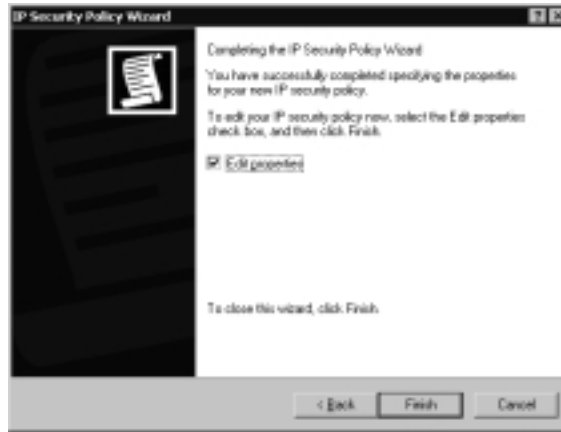 IP Security Policy Wizard
Completing the IP Security Policy Wizard
You have successfully completed specifying the properties
for your new IP security policy.
To edit your IP security policy now, select the Edit properties
check box, and then click Finish.
Edit properties
To close this wizard, click Finish.
< Back Finish Cancel